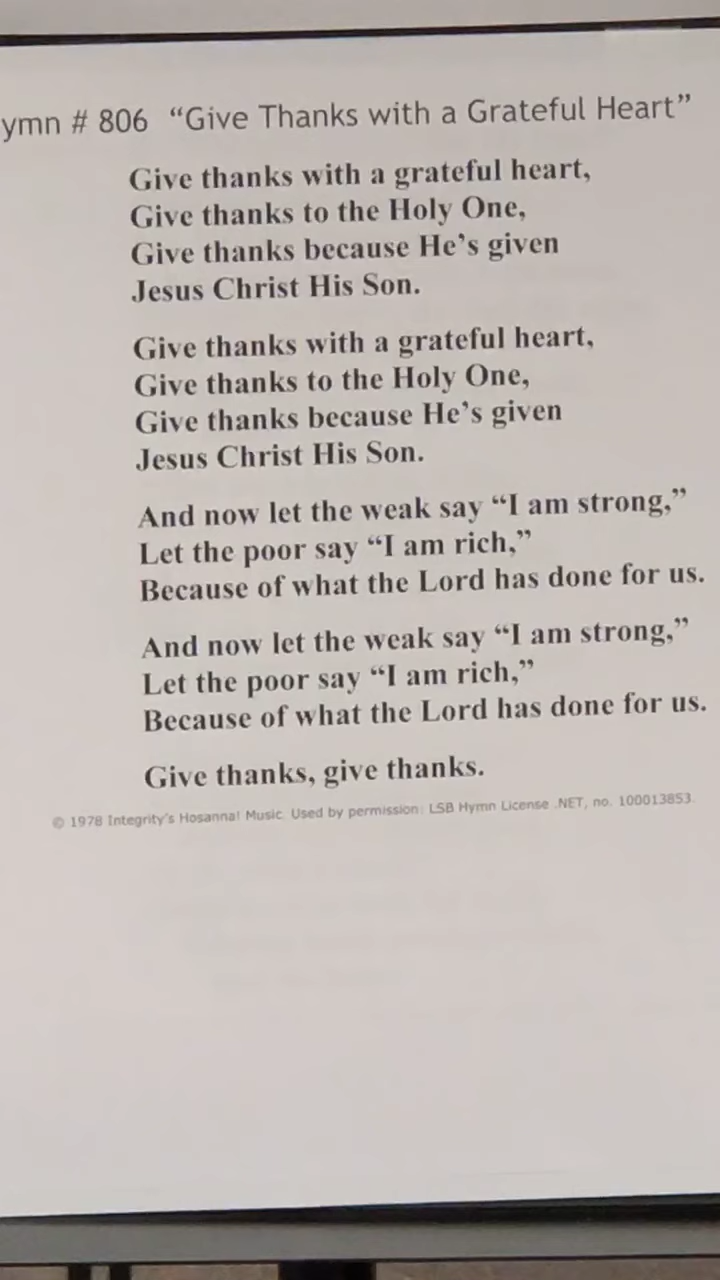 ymn # 806 “Give Thanks with a Grateful Heart”
Give thanks with a grateful heart,
Give thanks to the Holy One,
Give thanks because He’s given
Jesus Christ His Son.
Give thanks with a grateful heart,
Give thanks to the Holy One,
Give thanks because He’s given
Jesus Christ His Son.
And now let the weak say “I am strong,”
Let the poor say “I am rich,”
Because of what the Lord has done for us.
And now let the weak say “I am strong,”
Let the poor say “I am rich,”
Because of what the Lord has done for us.
Give thanks, give thanks.
© 1978 Integrity’s Hosanna! Music. Used by permission: LSB Hymn License .NET, no. 100013853.